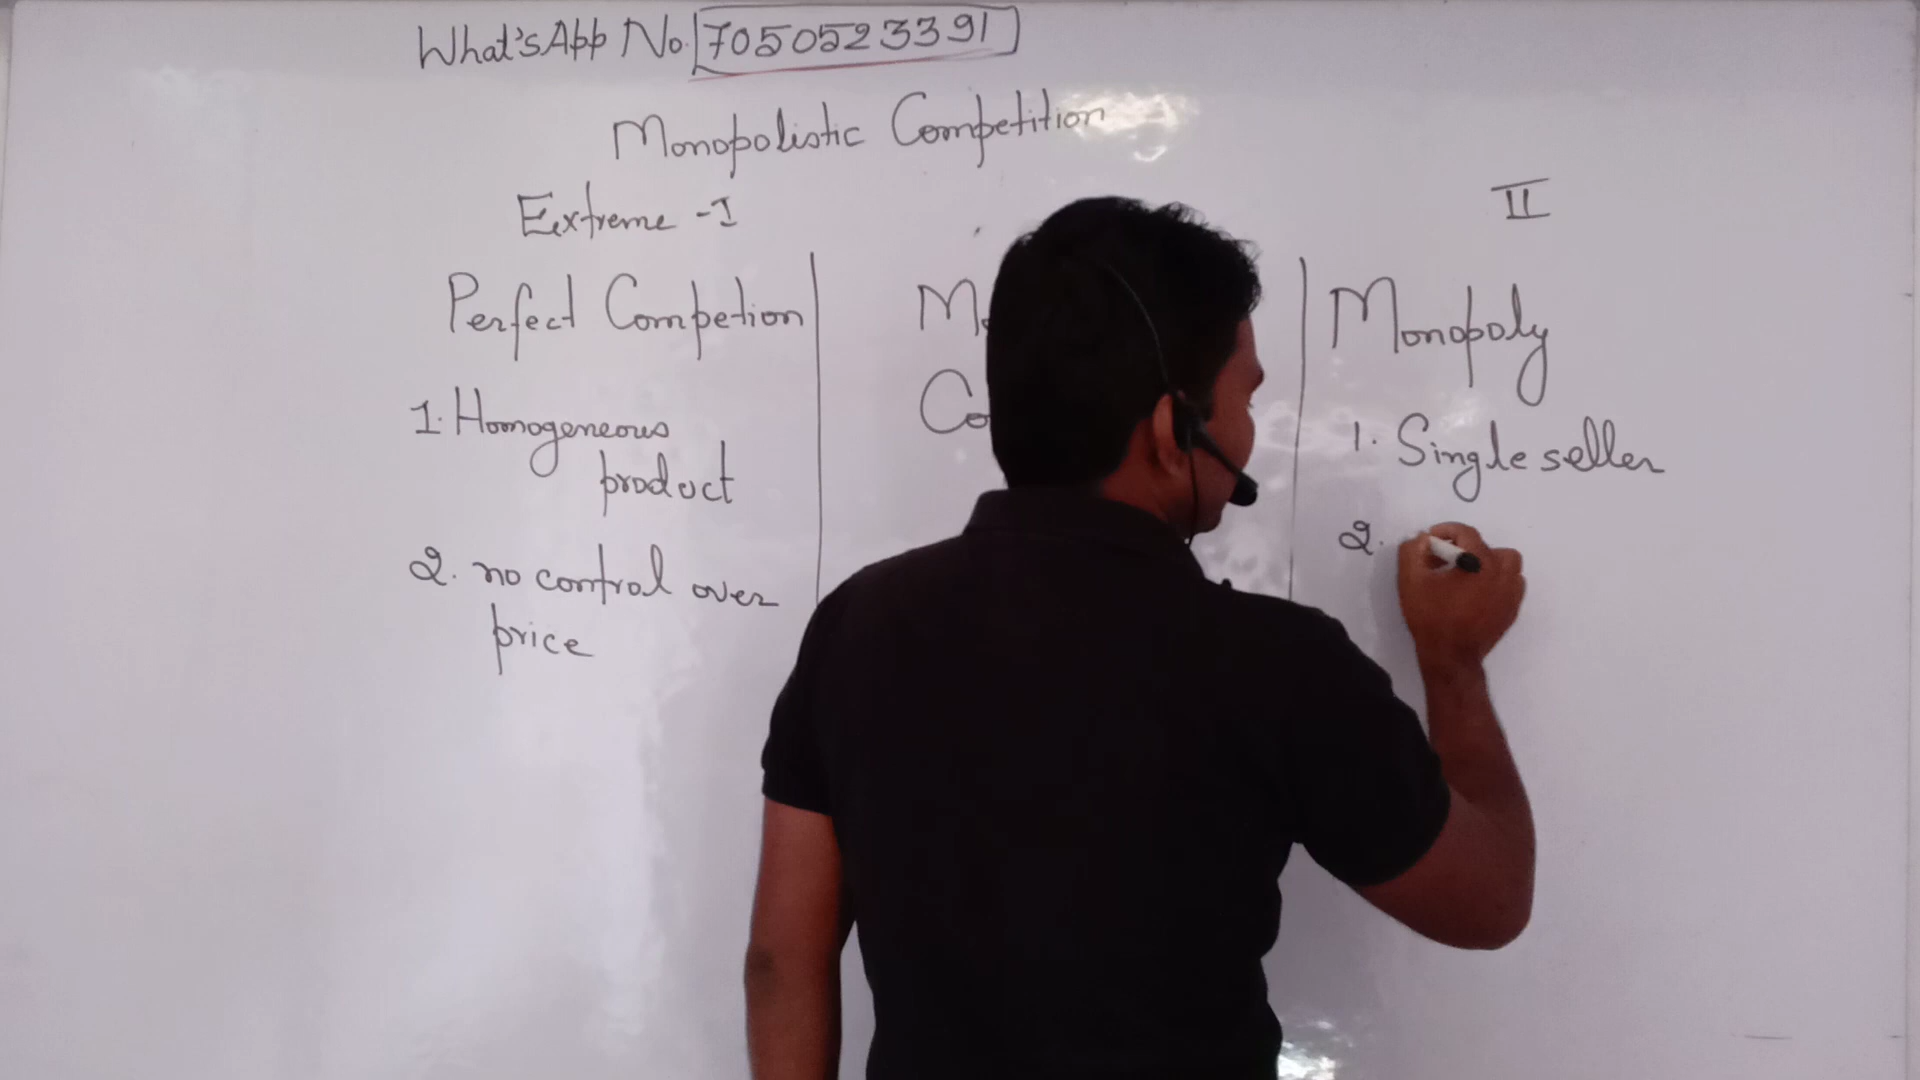 What'sApp No. 7050523391
Monopolistic Competition
Extreme -I
II
Perfect Competion
1. Homogeneous
product
2. no control over
price
Monopoly
1. Single seller
2.